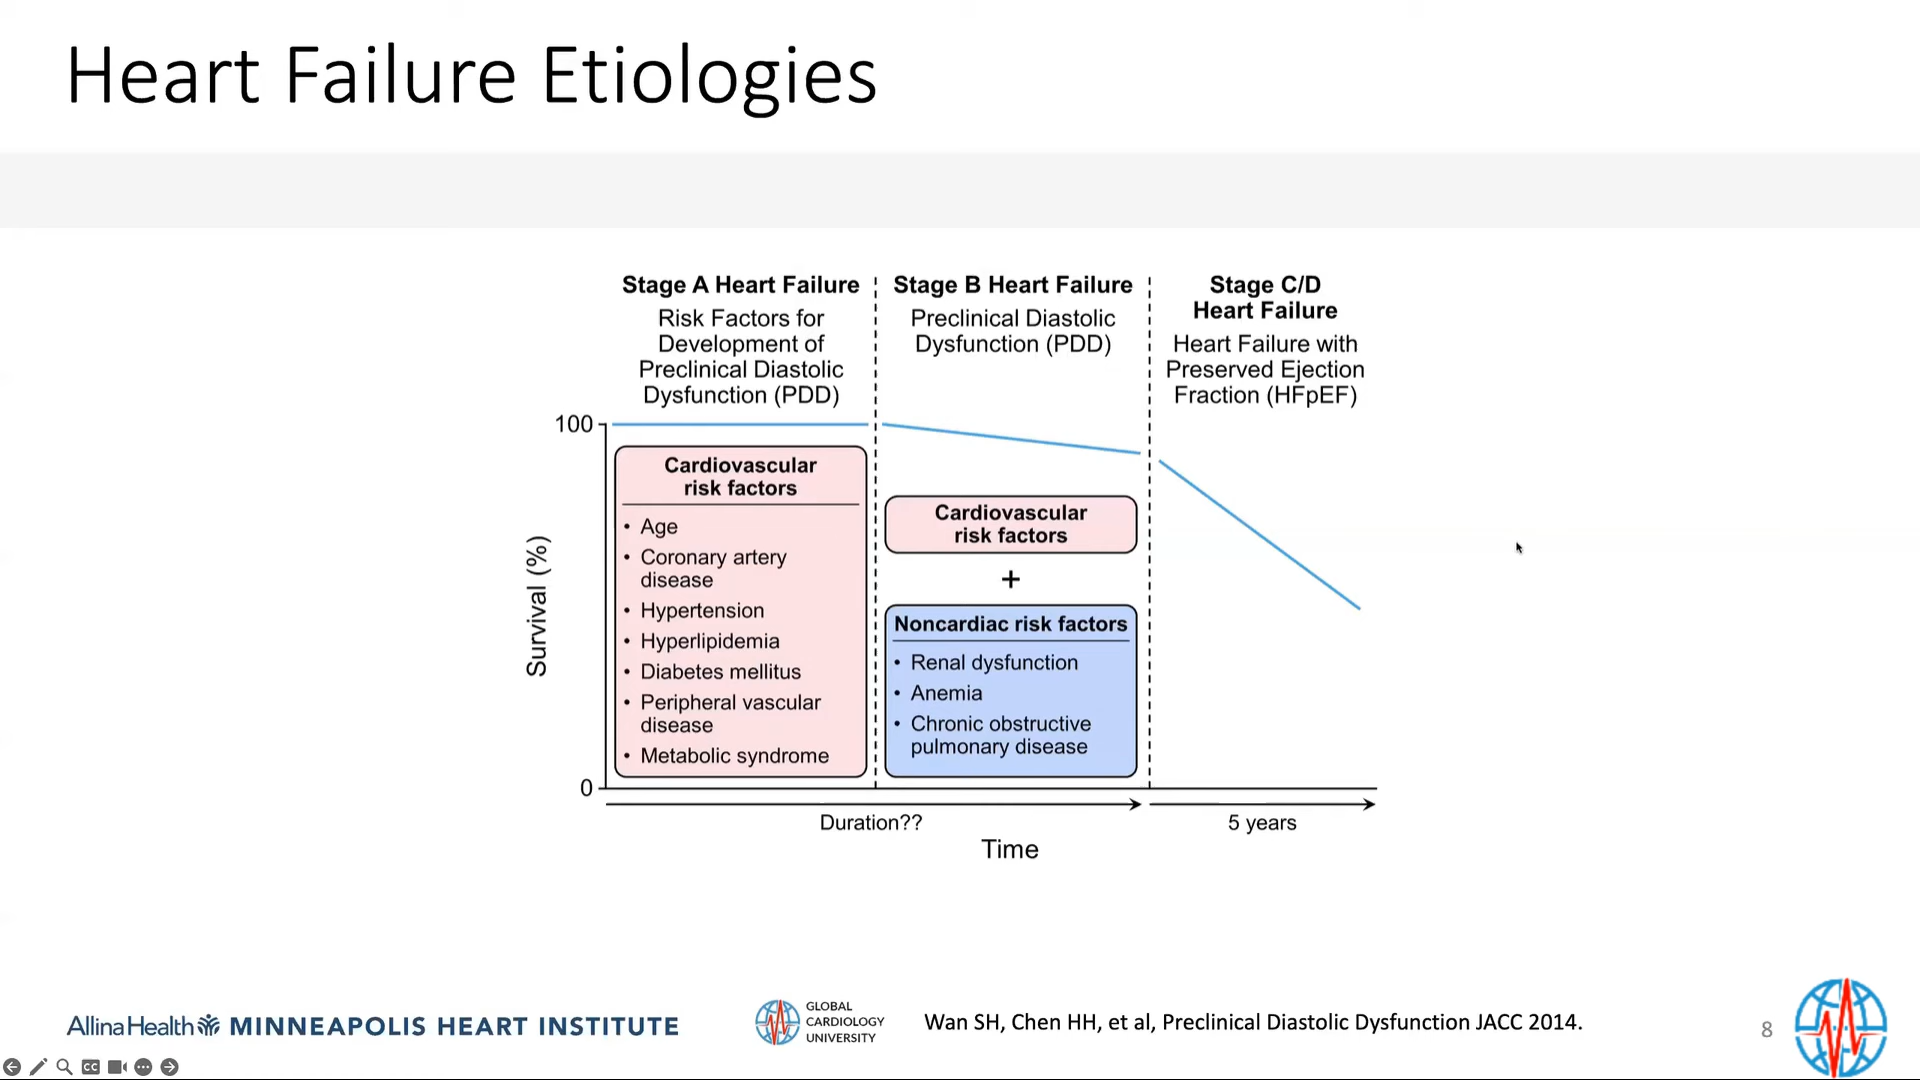 Heart Failure Etiologies
Stage A Heart Failure
Risk Factors for
Development of
Preclinical Diastolic
Dysfunction (PDD)
Stage B Heart Failure
Preclinical Diastolic
Dysfunction (PDD)
Stage C/D
Heart Failure
Heart Failure with
Preserved Ejection
Fraction (HFpEF)
100
0
Survival (%)
Cardiovascular
risk factors
• Age
• Coronary artery
disease
• Hypertension
• Hyperlipidemia
• Diabetes mellitus
• Peripheral vascular
disease
• Metabolic syndrome
Cardiovascular
risk factors
+
Noncardiac risk factors
• Renal dysfunction
• Anemia
• Chronic obstructive
pulmonary disease
Duration??
5 years
Time
AllinaHealth MINNEAPOLIS HEART INSTITUTE
GLOBAL
CARDIOLOGY
UNIVERSITY
Wan SH, Chen HH, et al, Preclinical Diastolic Dysfunction JACC 2014.
8
CC